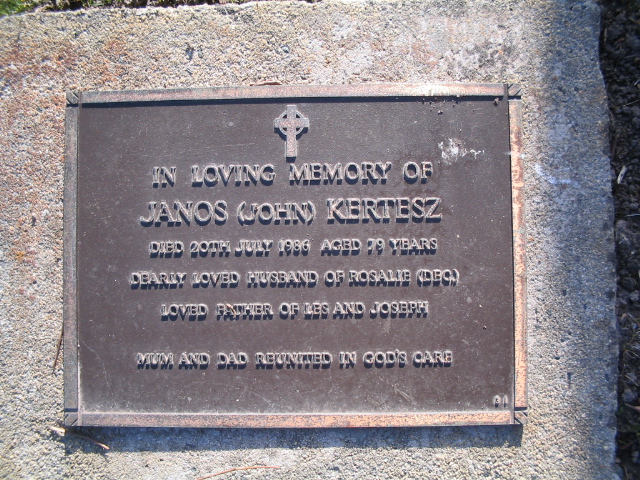 IN LOVING MEMORY OF
JANOS (JOHN) KERTESZ
DIED 20TH JULY 1986 AGED 79 YEARS
DEARLY LOVED HUSBAND OF ROSALIE (DEC.)
LOVED FATHER OF LES AND JOSEPH
MUM AND DAD REUNITED IN GOD'S CARE